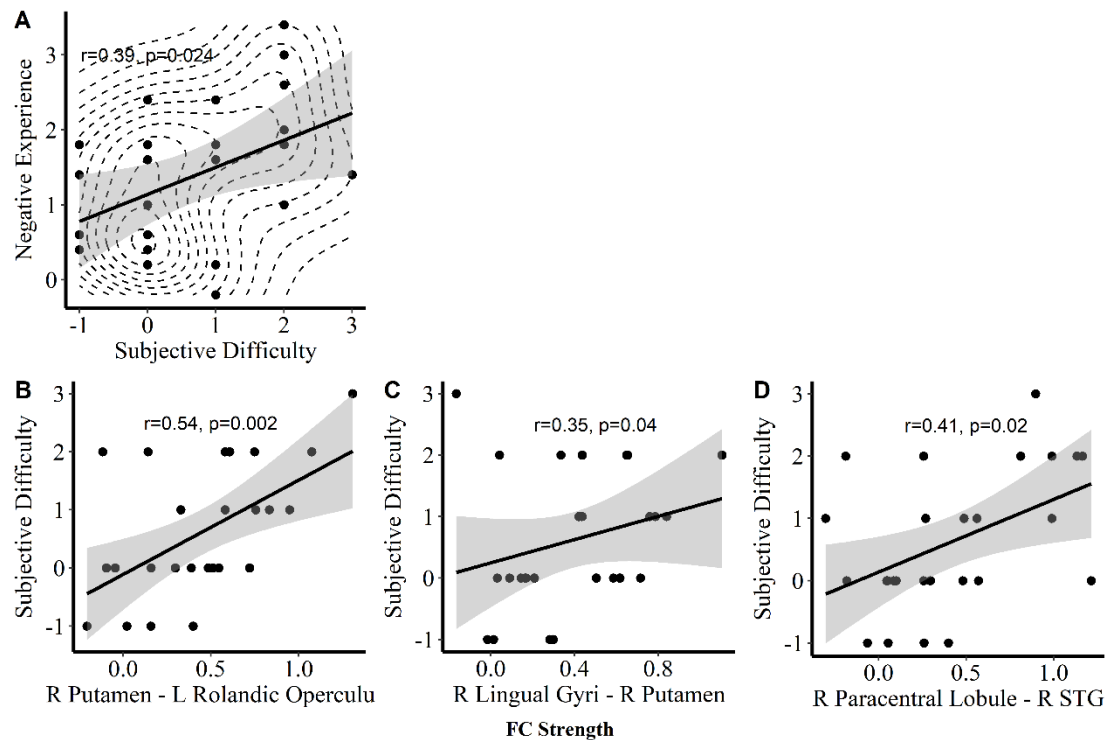 A
r=0.39, p=0.024
Negative Experience
3
2
1
0
-1 0 1 2 3
Subjective Difficulty
B
r=0.54, p=0.002
Subjective Difficulty
3
2
1
0
-1
0.0 0.5 1.0
R Putamen - L Rolandic Operculu
C
r=0.35, p=0.04
Subjective Difficulty
3
2
1
0
-1
0.0 0.4 0.8
R Lingual Gyri - R Putamen
D
r=0.41, p=0.02
Subjective Difficulty
3
2
1
0
-1
0.0 0.5 1.0
R Paracentral Lobule - R STG
FC Strength